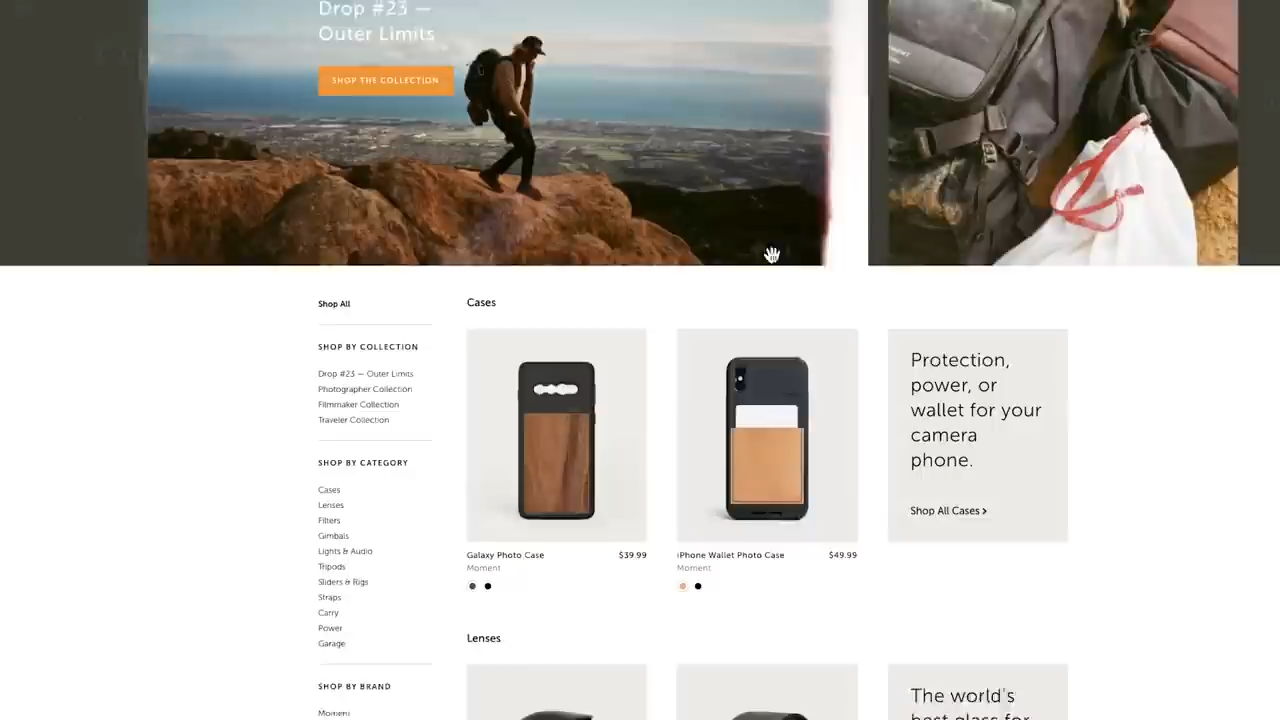 Drop #23 —
Outer Limits
SHOP THE COLLECTION
Shop All
SHOP BY COLLECTION
Drop #23 — Outer Limits
Photographer Collection
Filmmaker Collection
Traveler Collection
SHOP BY CATEGORY
Cases
Lenses
Filters
Gimbals
Lights & Audio
Tripods
Sliders & Rigs
Straps
Carry
Power
Garage
SHOP BY BRAND
Moment
Cases
Galaxy Photo Case $39.99
Moment
iPhone Wallet Photo Case $49.99
Moment
Protection,
power, or
wallet for your
camera
phone.
Shop All Cases >
Lenses
The world's
best glass for